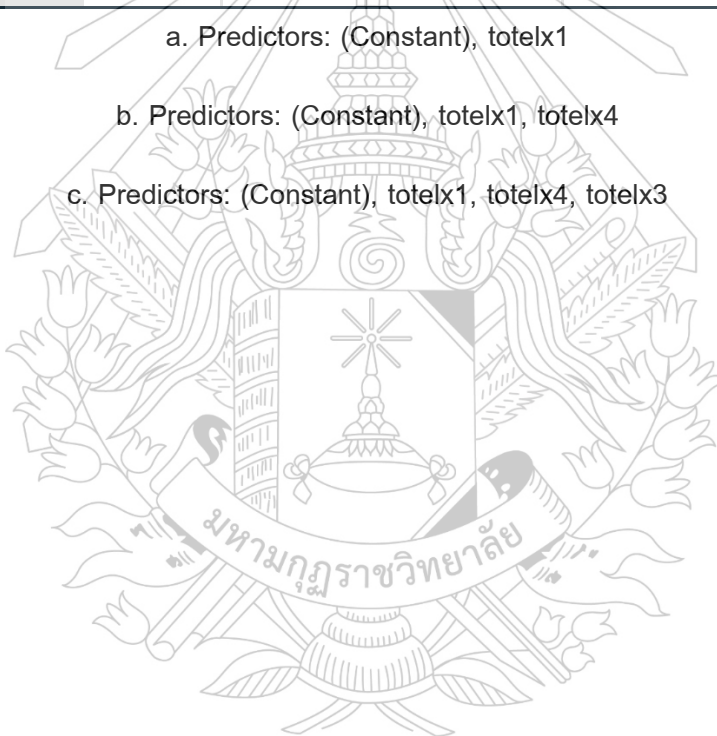 a. Predictors: (Constant), totelx1
b. Predictors: (Constant), totelx1, totelx4
c. Predictors: (Constant), totelx1, totelx4, totelx3
มหามกุฏราชวิทยาลัย